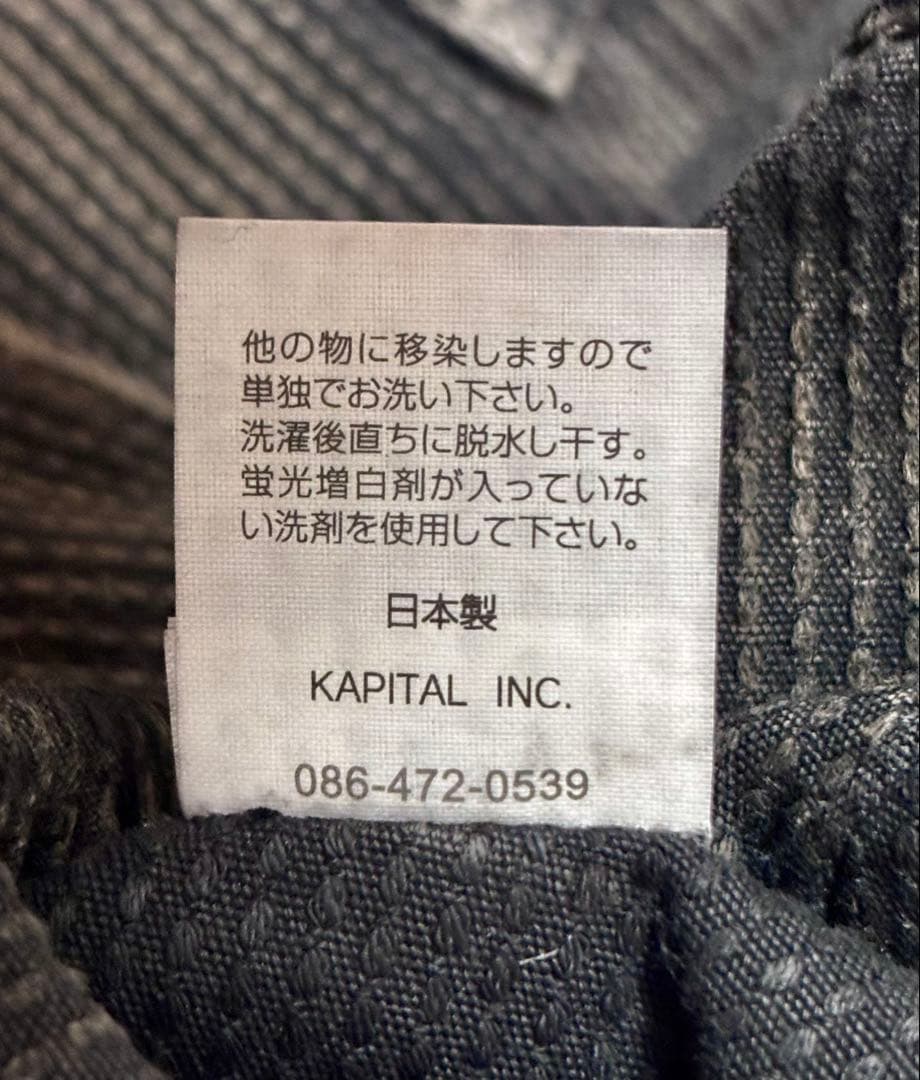 他の物に移染しますので
単独でお洗い下さい。
洗濯後直ちに脱水し干す。
蛍光増白剤が入っていな
い洗剤を使用して下さい。
日本製
KAPITAL INC.
086-472-0539